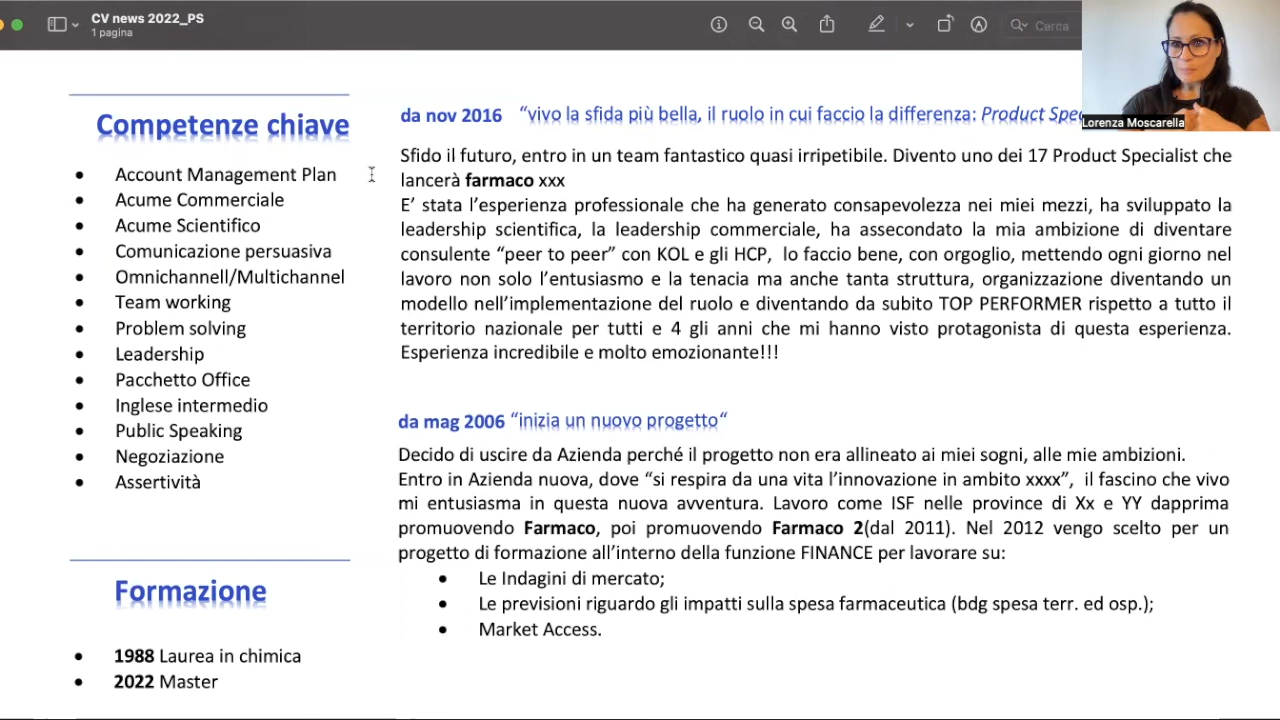 CV news 2022_PS
1 pagina
Cerca
Lorenza Moscarella
Competenze chiave
Account Management Plan
Acume Commerciale
Acume Scientifico
Comunicazione persuasiva
Omnichannell/Multichannel
Team working
Problem solving
Leadership
Pacchetto Office
Inglese intermedio
Public Speaking
Negoziazione
Assertività
Formazione
1988 Laurea in chimica
2022 Master
da nov 2016 “vivo la sfida più bella, il ruolo in cui faccio la differenza: Product Spec
Sfido il futuro, entro in un team fantastico quasi irripetibile. Divento uno dei 17 Product Specialist che
lancerà farmaco xxx
E’ stata l’esperienza professionale che ha generato consapevolezza nei miei mezzi, ha sviluppato la
leadership scientifica, la leadership commerciale, ha assecondato la mia ambizione di diventare
consulente “peer to peer” con KOL e gli HCP, lo faccio bene, con orgoglio, mettendo ogni giorno nel
lavoro non solo l’entusiasmo e la tenacia ma anche tanta struttura, organizzazione diventando un
modello nell’implementazione del ruolo e diventando da subito TOP PERFORMER rispetto a tutto il
territorio nazionale per tutti e 4 gli anni che mi hanno visto protagonista di questa esperienza.
Esperienza incredibile e molto emozionante!!!
da mag 2006 “inizia un nuovo progetto“
Decido di uscire da Azienda perché il progetto non era allineato ai miei sogni, alle mie ambizioni.
Entro in Azienda nuova, dove “si respira da una vita l’innovazione in ambito xxxx”, il fascino che vivo
mi entusiasma in questa nuova avventura. Lavoro come ISF nelle province di Xx e YY dapprima
promuovendo Farmaco, poi promuovendo Farmaco 2(dal 2011). Nel 2012 vengo scelto per un
progetto di formazione all’interno della funzione FINANCE per lavorare su:
Le Indagini di mercato;
Le previsioni riguardo gli impatti sulla spesa farmaceutica (bdg spesa terr. ed osp.);
Market Access.